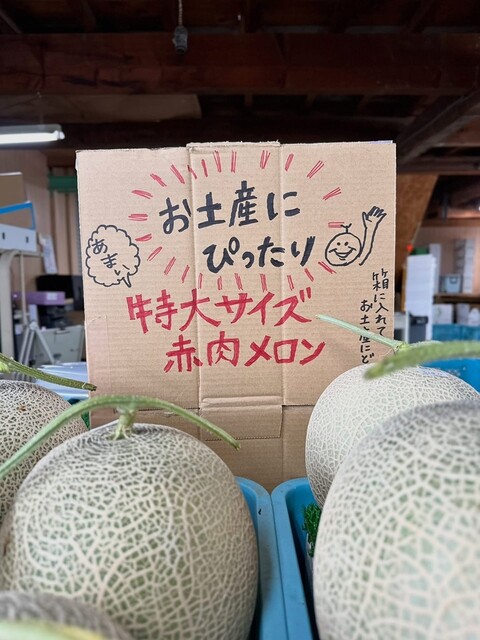 お土産に
ぴったり
あまーい
特大サイズ
赤肉メロン
箱に入れて
お土産にど